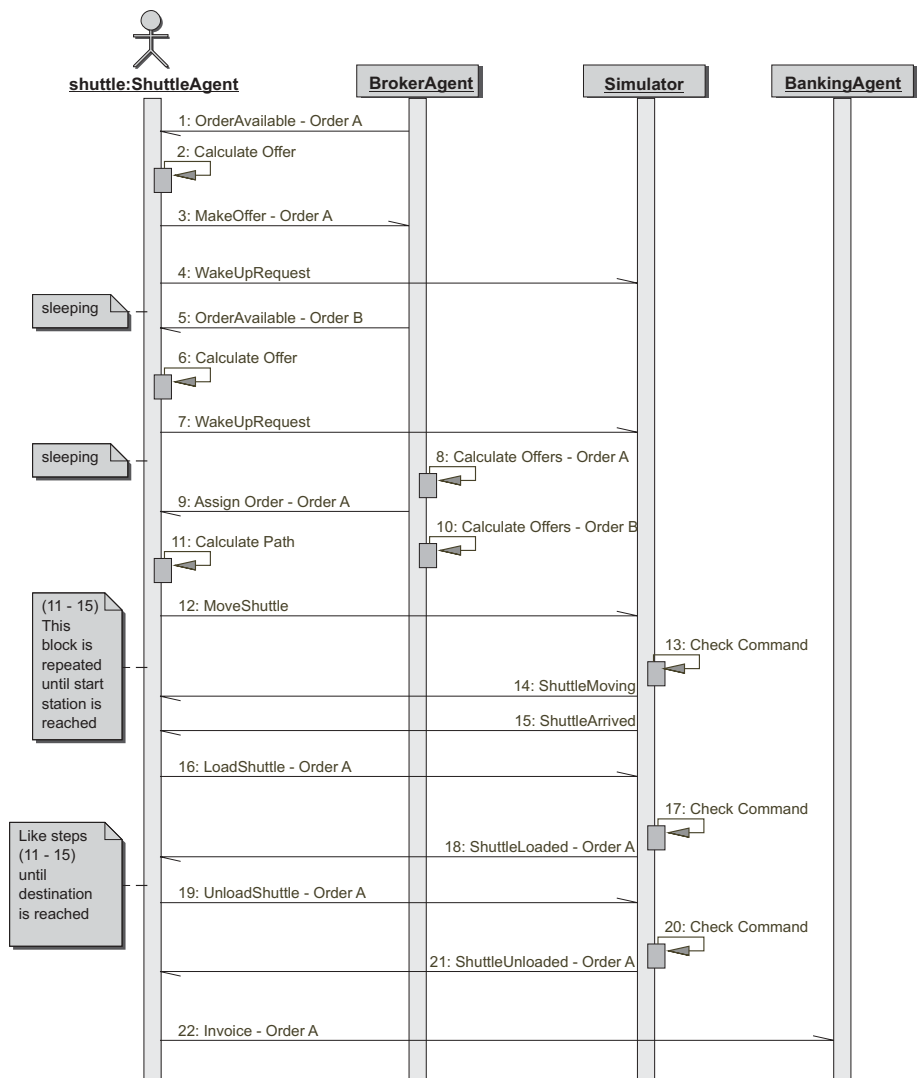 shuttle:ShuttleAgent
BrokerAgent
Simulator
BankingAgent
1: OrderAvailable - Order A
2: Calculate Offer
3: MakeOffer - Order A
4: WakeUpRequest
sleeping
5: OrderAvailable - Order B
6: Calculate Offer
7: WakeUpRequest
sleeping
8: Calculate Offers - Order A
9: Assign Order - Order A
10: Calculate Offers - Order B
11: Calculate Path
(11 - 15)
This
block is
repeated
until start
station is
reached
12: MoveShuttle
13: Check Command
14: ShuttleMoving
15: ShuttleArrived
16: LoadShuttle - Order A
17: Check Command
Like steps
(11 - 15)
until
destination
is reached
18: ShuttleLoaded - Order A
19: UnloadShuttle - Order A
20: Check Command
21: ShuttleUnloaded - Order A
22: Invoice - Order A